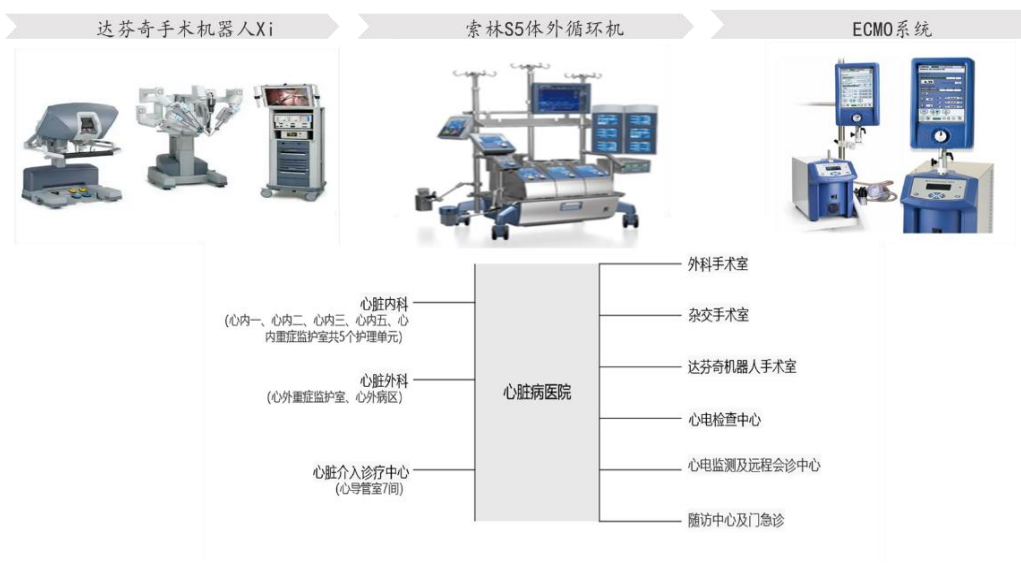 达芬奇手术机器人Xi
索林S5体外循环机
ECMO系统
心脏内科
(心内一、心内二、心内三、心内五、心
内重症监护室共5个护理单元)
心脏外科
(心外重症监护室、心外病区)
心脏介入诊疗中心
(心导管室7间)
心脏病医院
外科手术室
杂交手术室
达芬奇机器人手术室
心电检查中心
心电监测及远程会诊中心
随访中心及门急诊